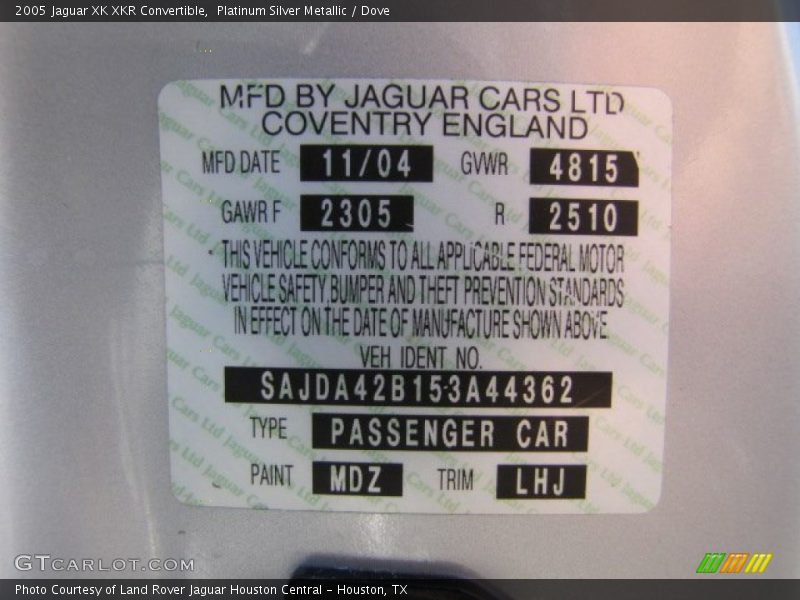 2005 Jaguar XK XKR Convertible,  Platinum Silver Metallic / Dove
MFD BY JAGUAR CARS LTD
COVENTRY ENGLAND
MFD DATE 11/04 GVWR 4815
GAWR F 2305 R 2510
THIS VEHICLE CONFORMS TO ALL APPLICABLE FEDERAL MOTOR
VEHICLE SAFETY, BUMPER AND THEFT PREVENTION STANDARDS
IN EFFECT ON THE DATE OF MANUFACTURE SHOWN ABOVE
VEH IDENT NO.
SAJDA42B153A44362
TYPE PASSENGER CAR
PAINT MDZ TRIM LHJ
GTCARLOT.COM
Photo Courtesy of Land Rover Jaguar Houston Central - Houston, TX